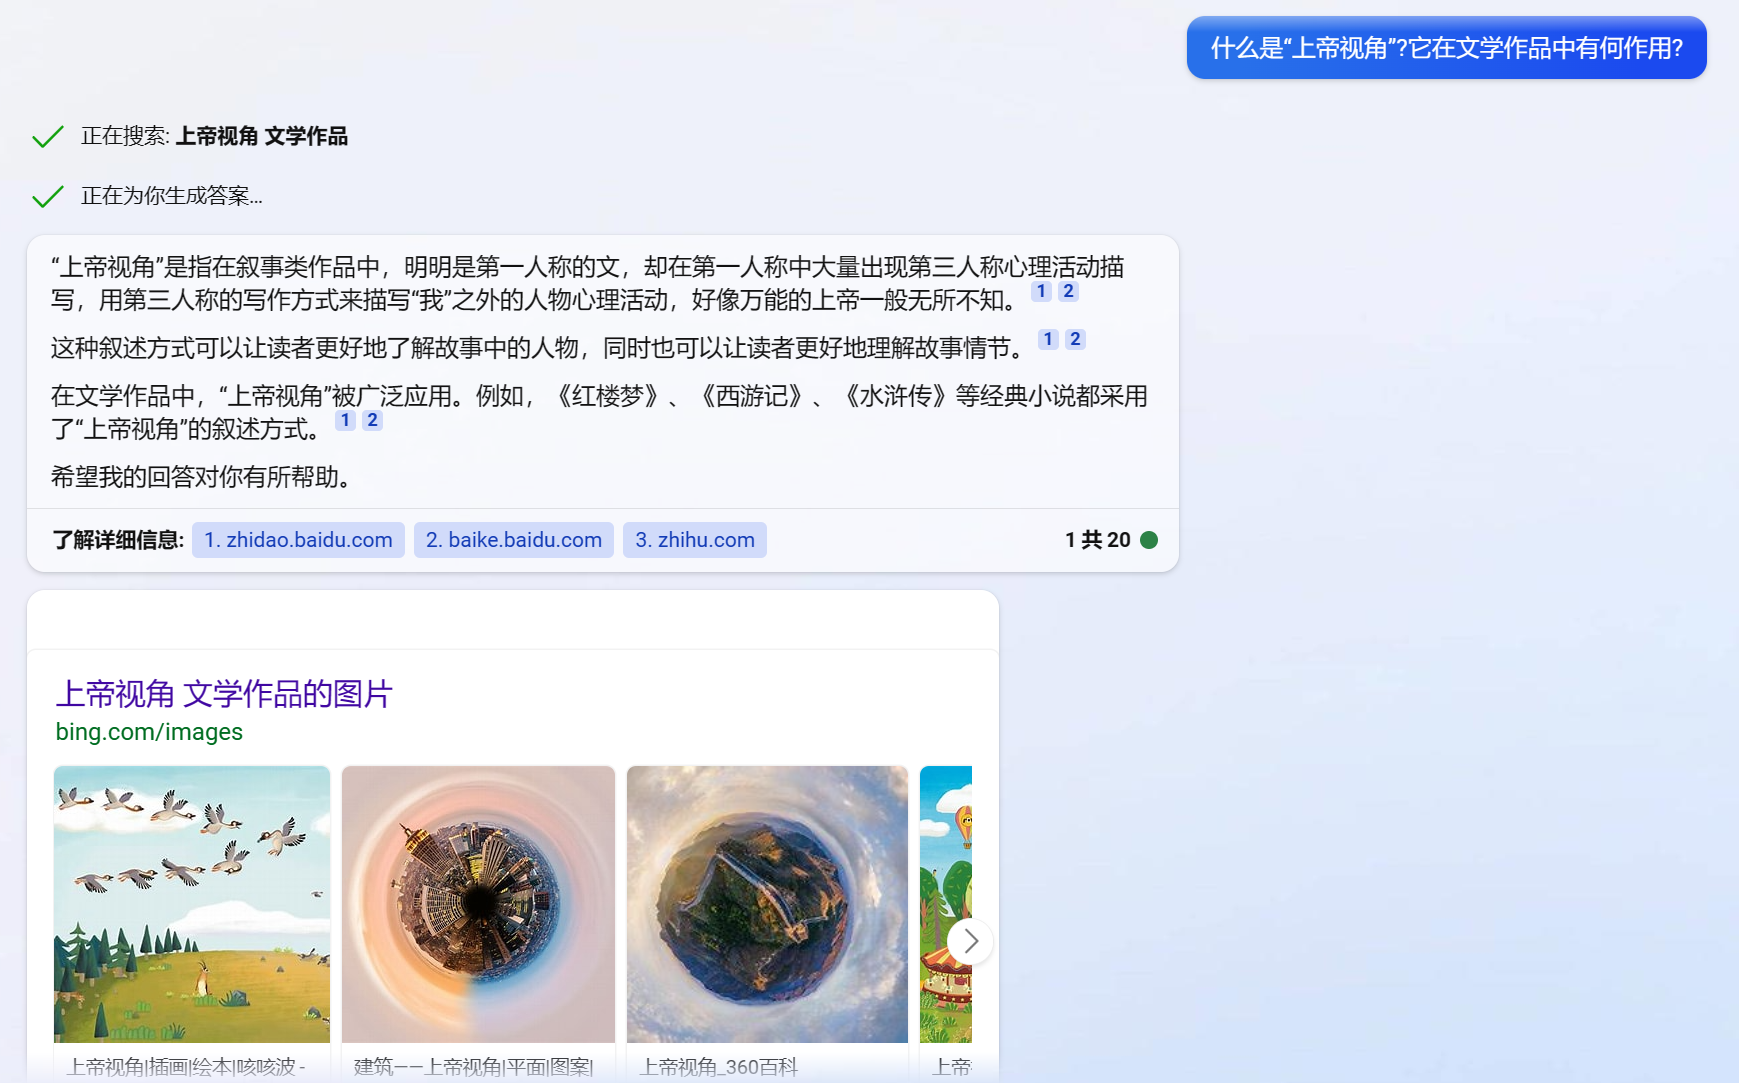 什么是“上帝视角”?它在文学作品中有何作用?
正在搜索: 上帝视角 文学作品
正在为你生成答案...
“上帝视角”是指在叙事类作品中，明明是第一人称的文，却在第一人称中大量出现第三人称心理活动描
写，用第三人称的写作方式来描写“我”之外的人物心理活动，好像万能的上帝一般无所不知。 1 2
这种叙述方式可以让读者更好地了解故事中的人物，同时也可以让读者更好地理解故事情节。 1 2
在文学作品中，“上帝视角”被广泛应用。例如，《红楼梦》、《西游记》、《水浒传》等经典小说都采用
了“上帝视角”的叙述方式。 1 2
希望我的回答对你有所帮助。
了解详细信息: 1. zhidao.baidu.com 2. baike.baidu.com 3. zhihu.com 1 共 20
上帝视角 文学作品的图片
bing.com/images
上帝视角|插画|绘本|咳咳波 - 建筑——上帝视角|平面|图案| 上帝视角_360百科 上帝